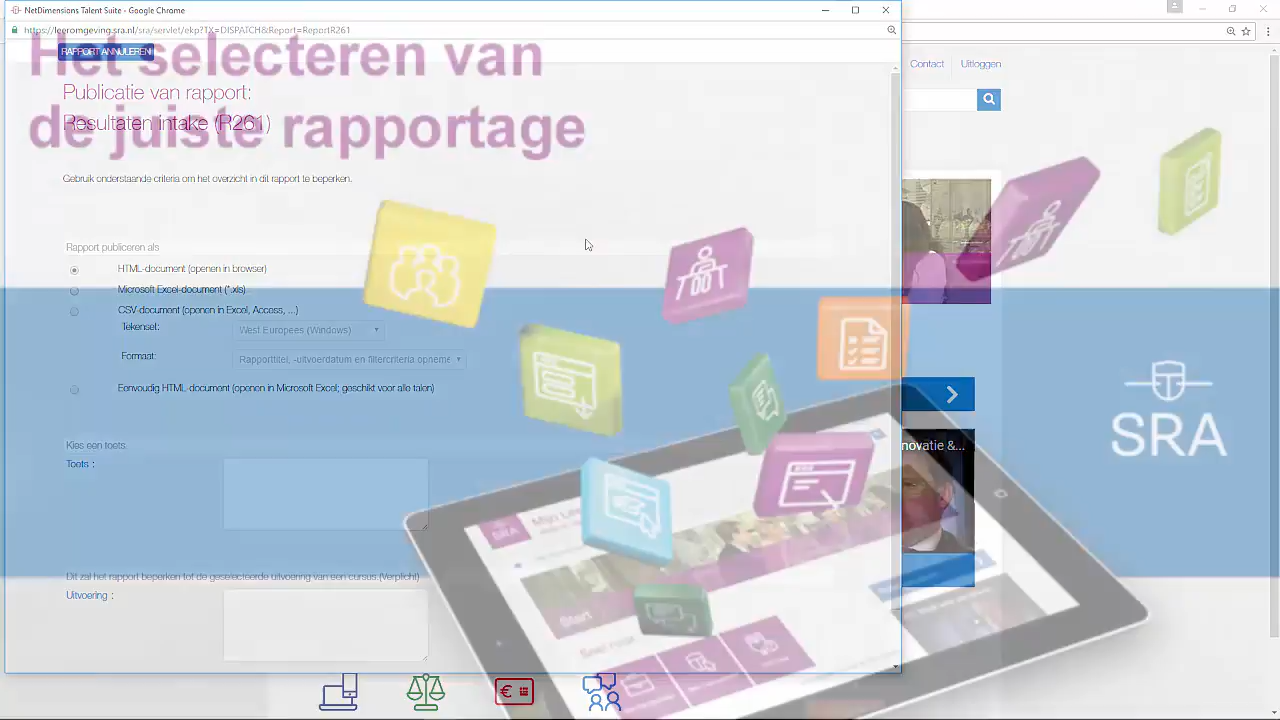 NetDimensions Talent Suite - Google Chrome
https://leeromgeving.sra.nl/sra/servlet/ekp?TX=DISPATCH&Report=ReportR261
Het selecteren van
de juiste rapportage
RAPPORT ANNULEREN
Contact
Uitloggen
Publicatie van rapport:
Resultaten intake (R261)
Gebruik onderstaande criteria om het overzicht in dit rapport te beperken.
Rapport publiceren als
HTML-document (openen in browser)
Microsoft Excel-document (*.xls).
CSV-document (openen in Excel, Access, ...)
Tekenset:
West Europees (Windows)
Formaat:
Rapporttitel, -uitvoerdatum en filtercriteria opneme
Eenvoudig HTML-document (openen in Microsoft Excel; geschikt voor alle talen)
Kies een toets.
Toets :
Dit zal het rapport beperken tot de geselecteerde uitvoering van een cursus.(Verplicht)
Uitvoering :
novatie &...
SRA
SRA
Start